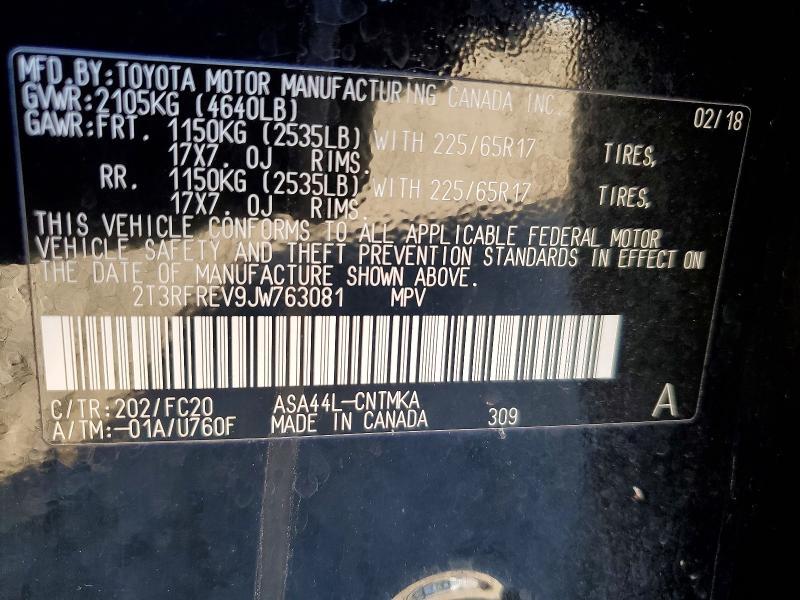 MFD.BY:TOYOTA MOTOR MANUFACTURING CANADA INC. 02/18
GVWR:2105KG (4640LB)
GAWR:FRT. 1150KG (2535LB) WITH 225/65R17 TIRES,
17X7.0J RIMS.
RR. 1150KG (2535LB) WITH 225/65R17 TIRES,
17X7.0J RIMS.
THIS VEHICLE CONFORMS TO ALL APPLICABLE FEDERAL MOTOR
VEHICLE SAFETY AND THEFT PREVENTION STANDARDS IN EFFECT ON
THE DATE OF MANUFACTURE SHOWN ABOVE.
2T3RFREV9JW763081 MPV
C/TR:202/FC20 ASA44L-CNTMKA A
A/TM:-01A/U760F MADE IN CANADA 309